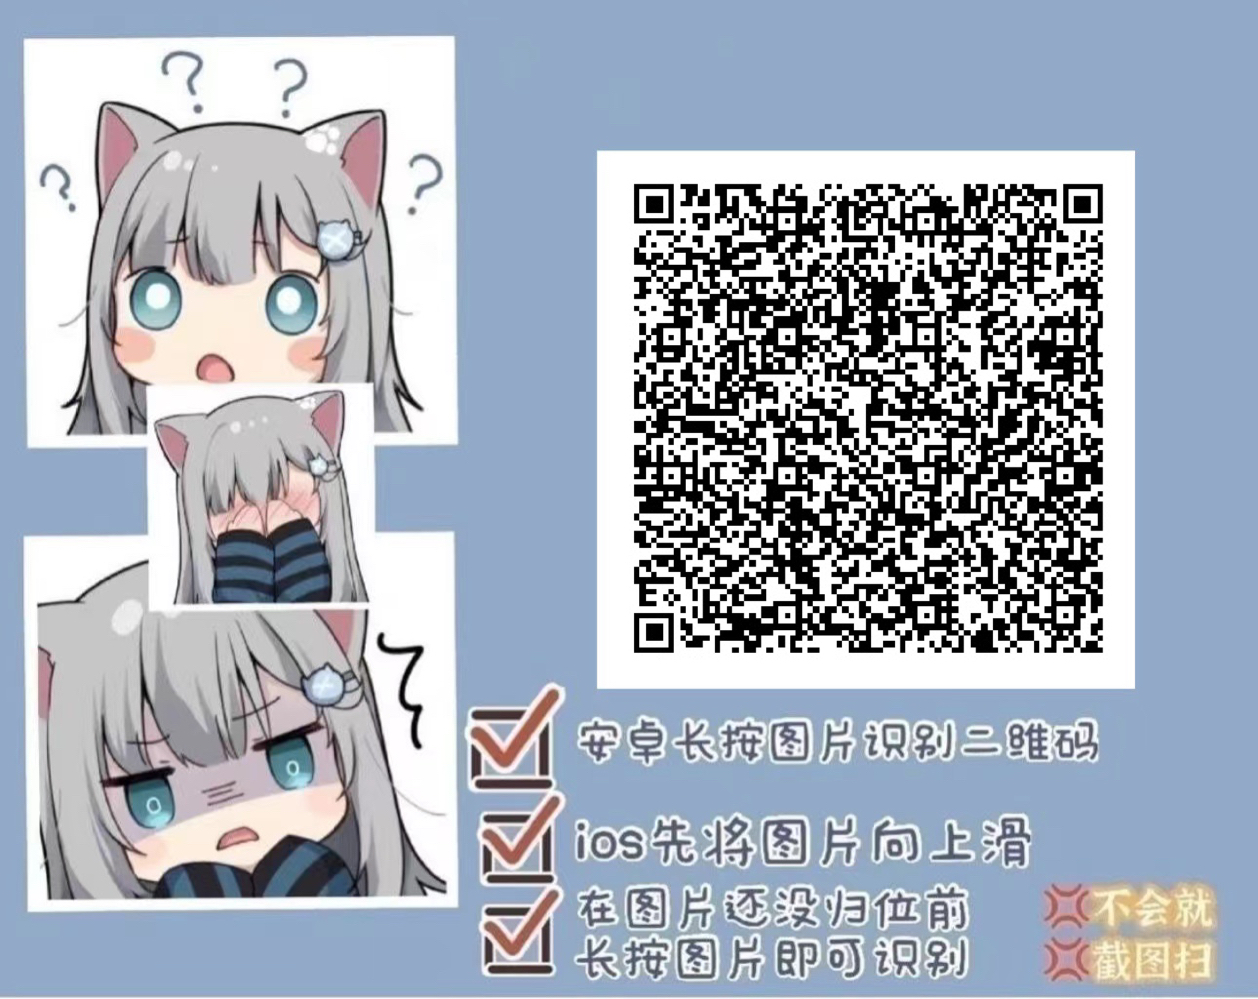 ? ?
? ?
安卓长按图片识别二维码
ios先将图片向上滑
在图片还没归位前
长按图片即可识别
不会就
截图扫